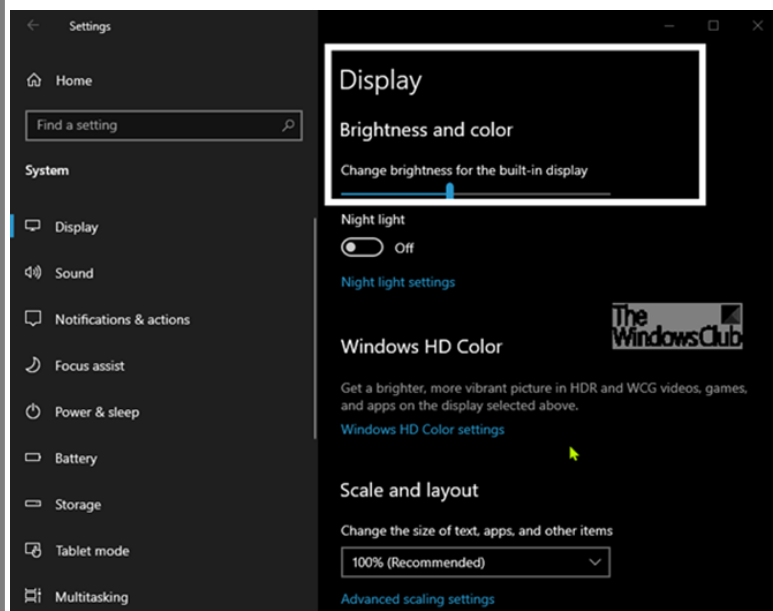 Settings
Home
Find a setting
System
Display
Sound
Notifications & actions
Focus assist
Power & sleep
Battery
Storage
Tablet mode
Multitasking
Display
Brightness and color
Change brightness for the built-in display
Night light
Off
Night light settings
The
WindowsClub
Windows HD Color
Get a brighter, more vibrant picture in HDR and WCG videos, games,
and apps on the display selected above.
Windows HD Color settings
Scale and layout
Change the size of text, apps, and other items
100% (Recommended)
Advanced scaling settings